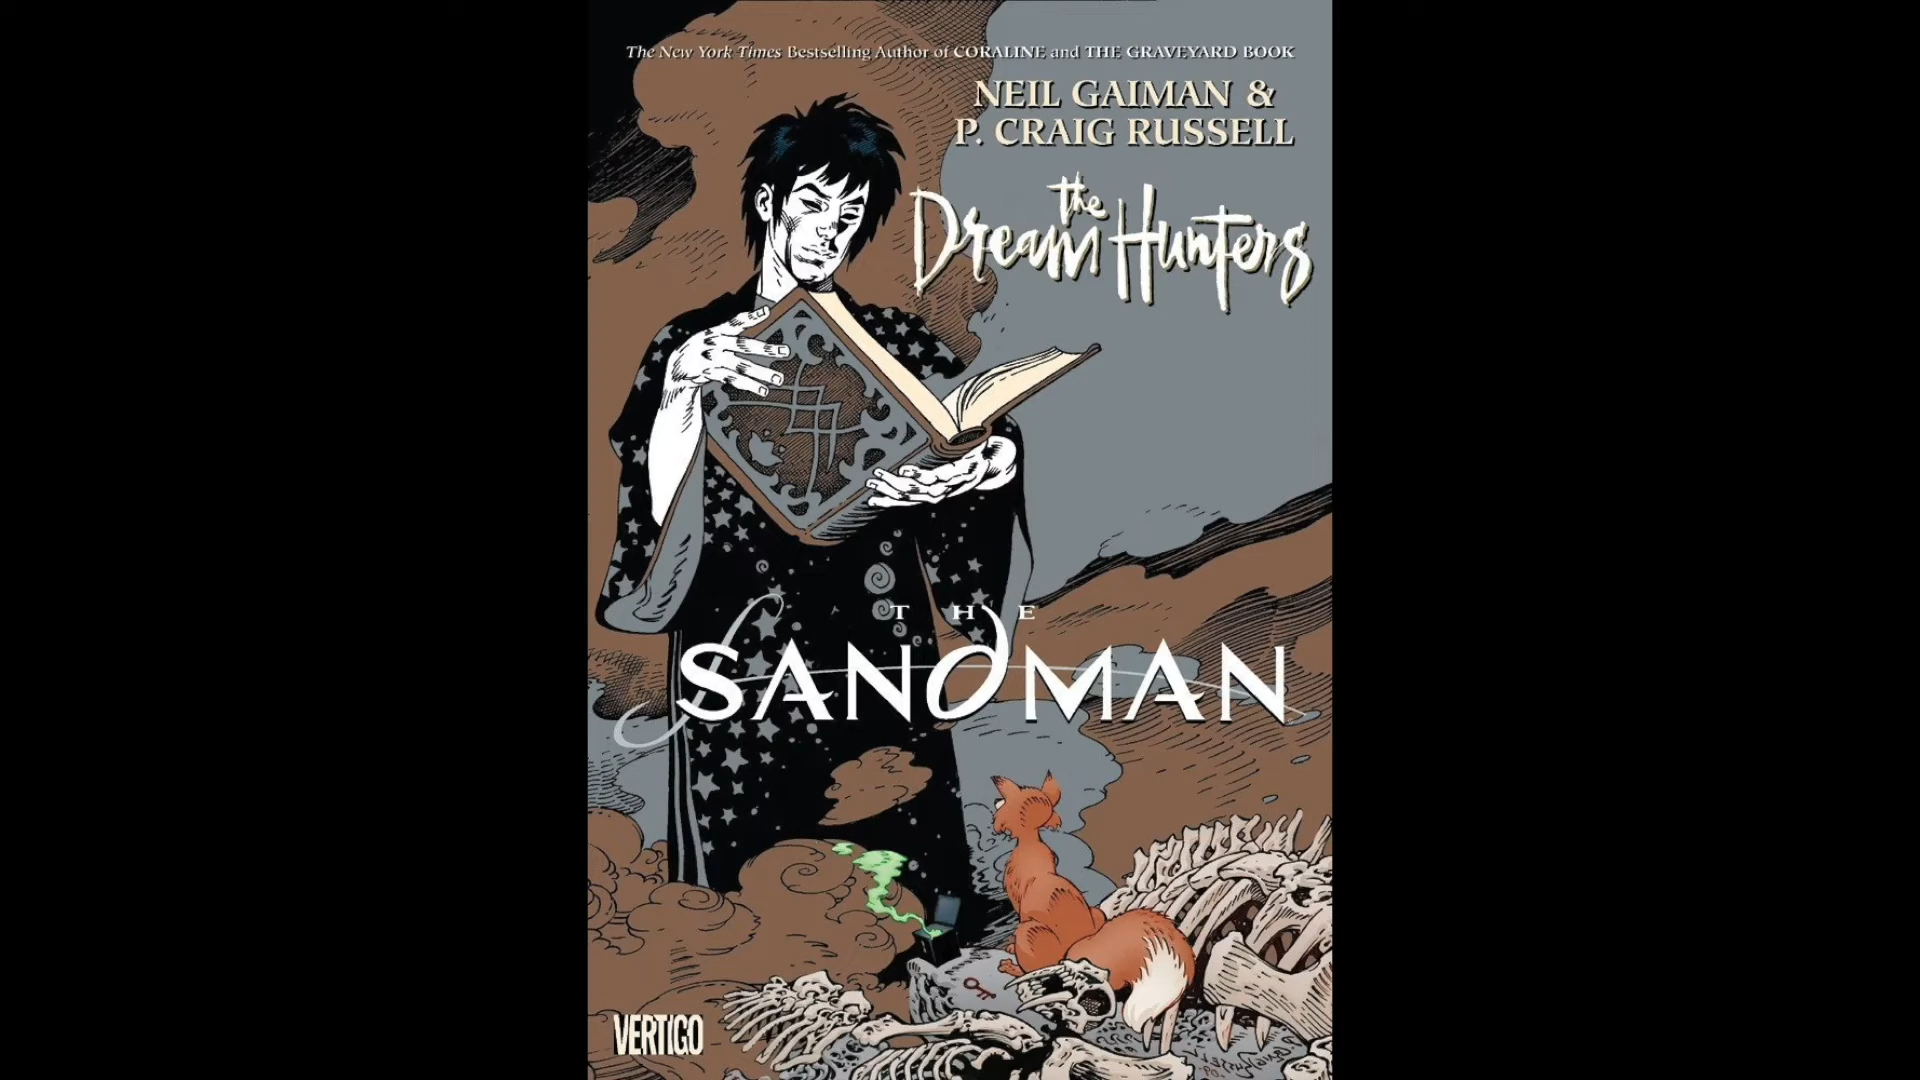 The New York Times Bestselling Author of CORALINE and THE GRAVEYARD BOOK
NEIL GAIMAN &
P. CRAIG RUSSELL
the
Dream Hunters
THE
SANDMAN
VERTIGO